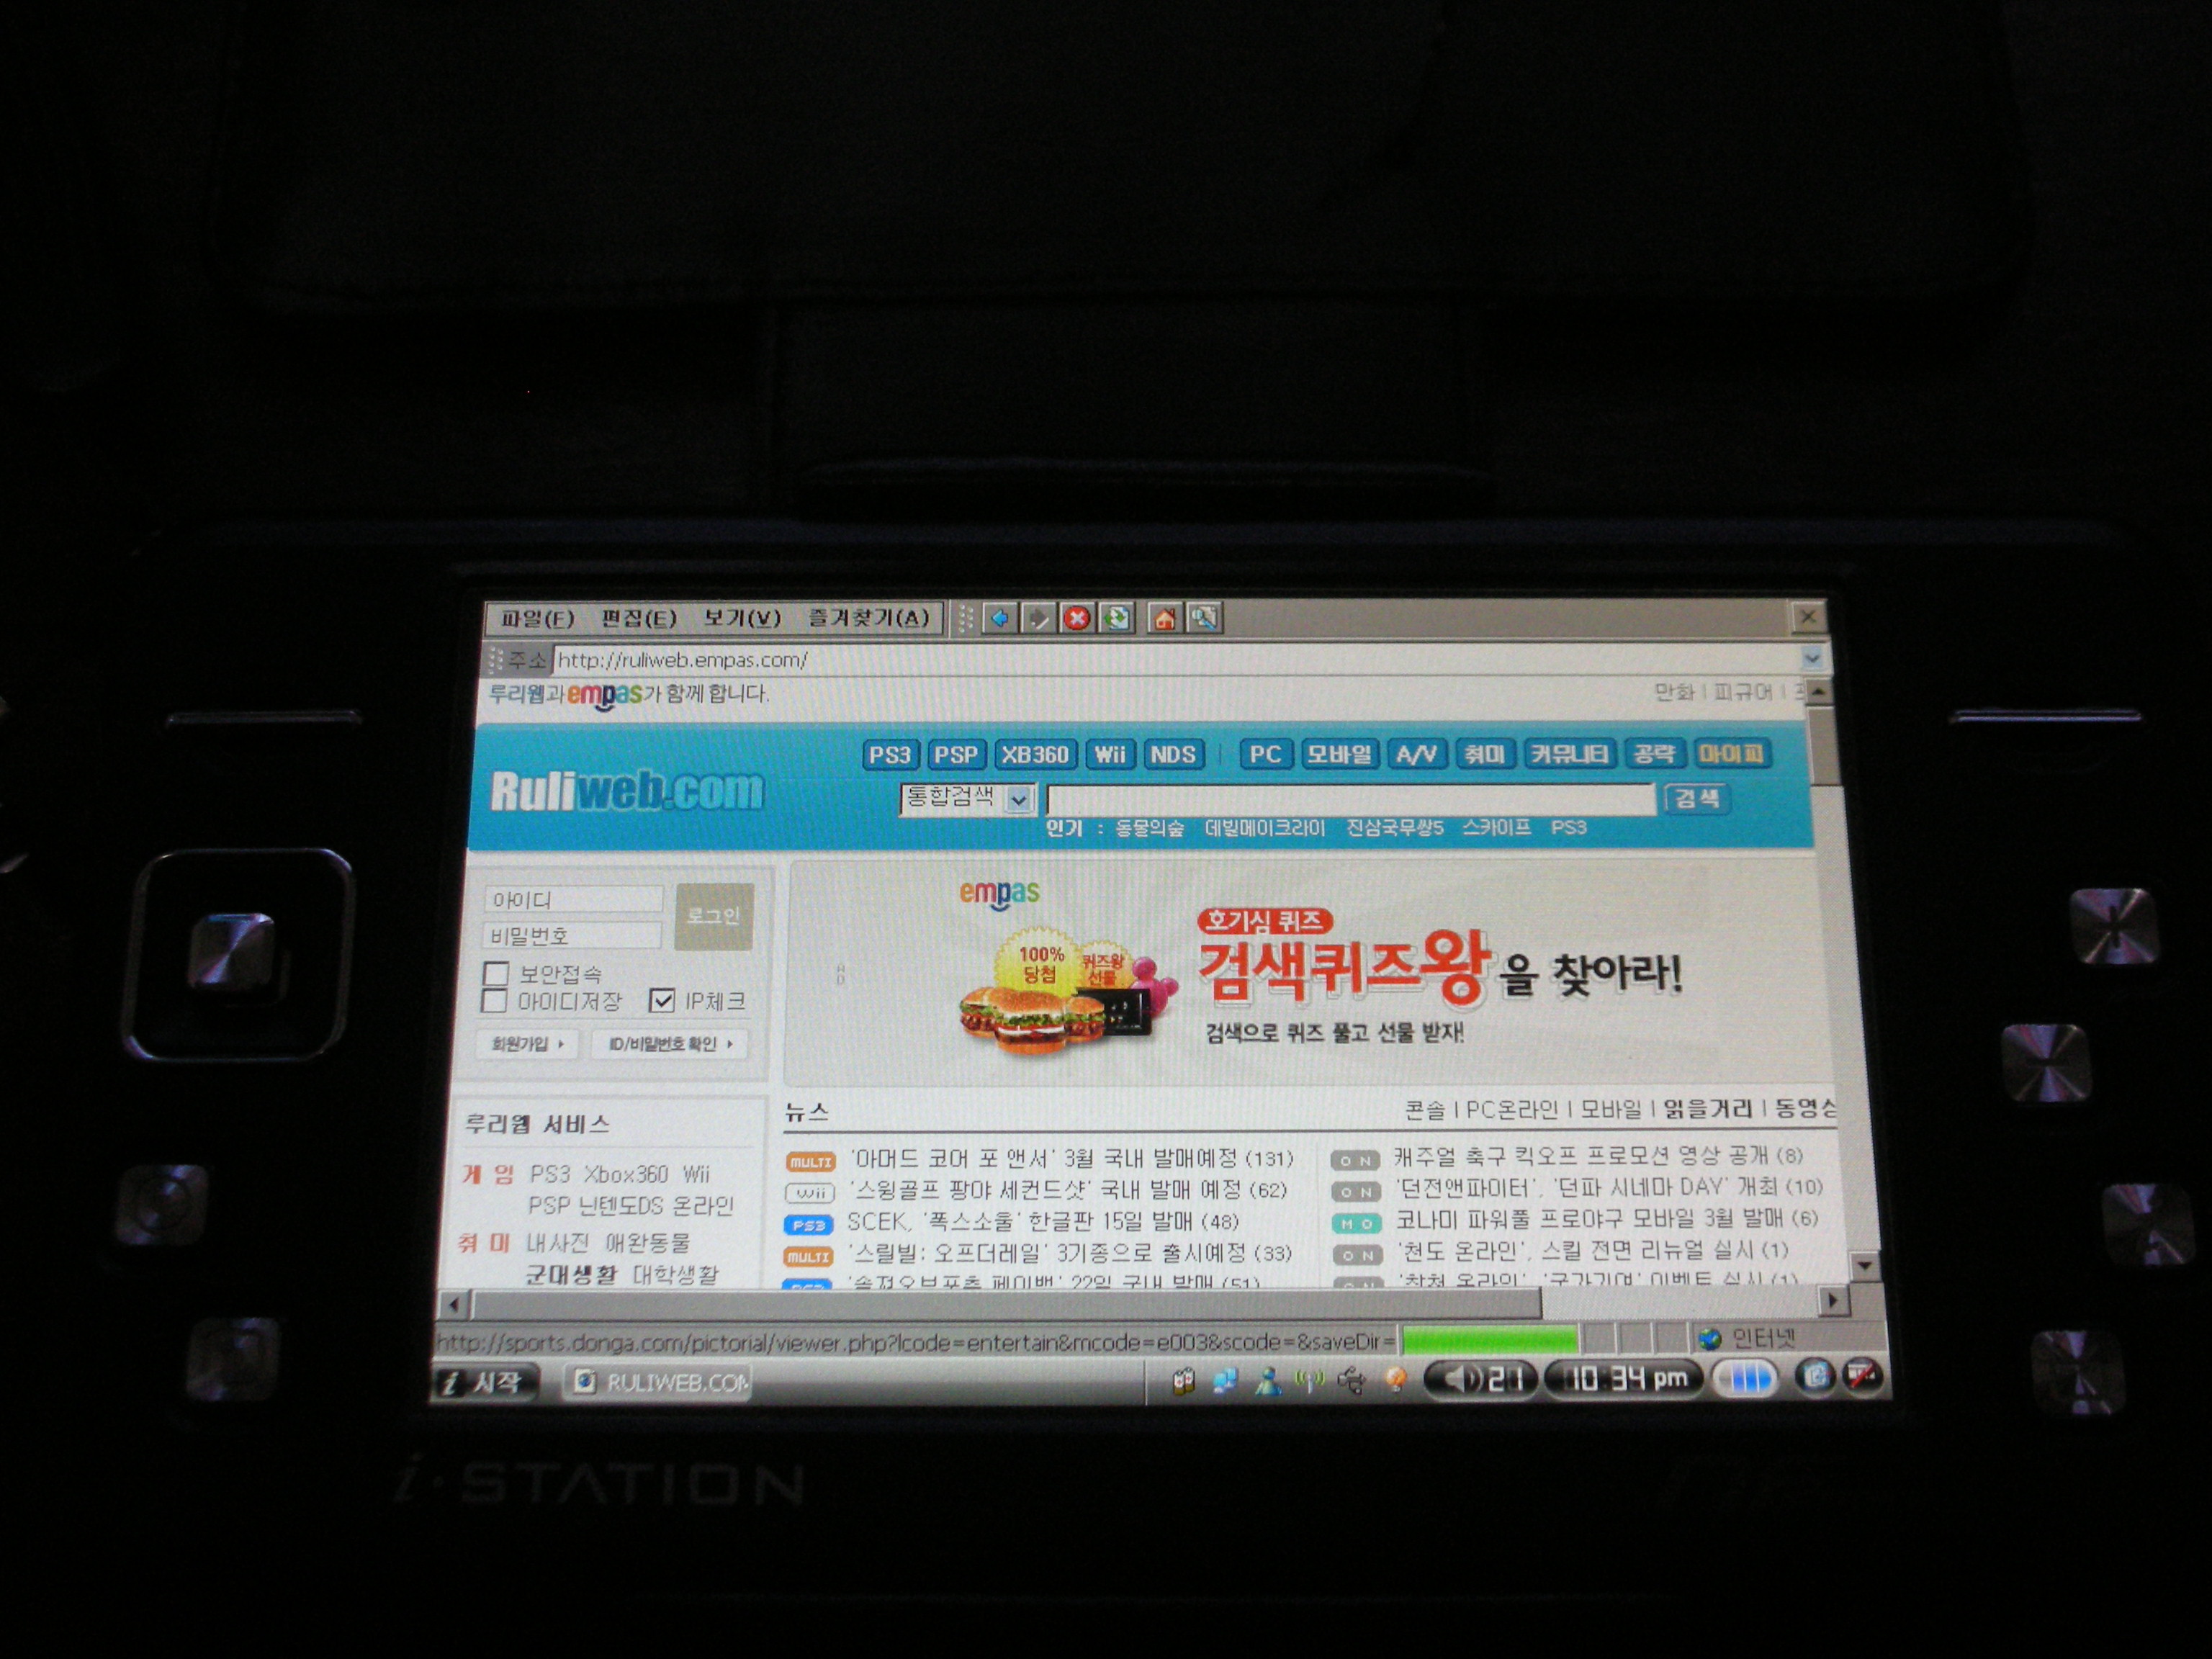 파일(F) 편집(E) 보기(V) 즐겨찾기(A)
주소 http://ruliweb.empas.com/
루리웹과 empas가 함께 합니다.
만화 | 피규어 |
PS3 PSP XB360 Wii NDS | PC 모바일 A/V 취미 커뮤니티 공략 마이피
Ruliweb.com
통합검색 검색
인기 : 동물의숲 데빌메이크라이 진삼국무쌍5 스카이프 PS3
아이디
비밀번호
로그인
보안접속
아이디저장 IP체크
회원가입 ID/비밀번호 확인
empas
100% 당첨
퀴즈왕 선물
호기심 퀴즈
검색퀴즈왕을 찾아라!
검색으로 퀴즈 풀고 선물 받자!
루리웹 서비스
게임 PS3 Xbox360 Wii
PSP 닌텐도DS 온라인
취미 내사진 애완동물
군대생활 대학생활
뉴스
콘솔 | PC온라인 | 모바일 | 읽을거리 | 동영상
MULTI '아머드 코어 포 앤서' 3월 국내 발매예정 (131)
Wii '스윙골프 팡야 세컨드샷' 국내 발매 예정 (62)
PS3 SCEK, '폭스소울' 한글판 15일 발매 (48)
MULTI '스릴빌: 오프더레일' 3기종으로 출시예정 (33)
'솔져오브포츈 페이백' 22일 국내 발매 (51)
ON 캐주얼 축구 킥오프 프로모션 영상 공개 (8)
ON '던전앤파이터', '던파 시네마 DAY' 개최 (10)
MO 코나미 파워풀 프로야구 모바일 3월 발매 (6)
ON '천도 온라인', 스킬 전면 리뉴얼 실시 (1)
http://sports.donga.com/pictorial/viewer.php?lcode=entertain&mcode=e003&scode=&saveDir= 인터넷
i 시작 RULIWEB.COM 21 10:34 pm
i·STATION